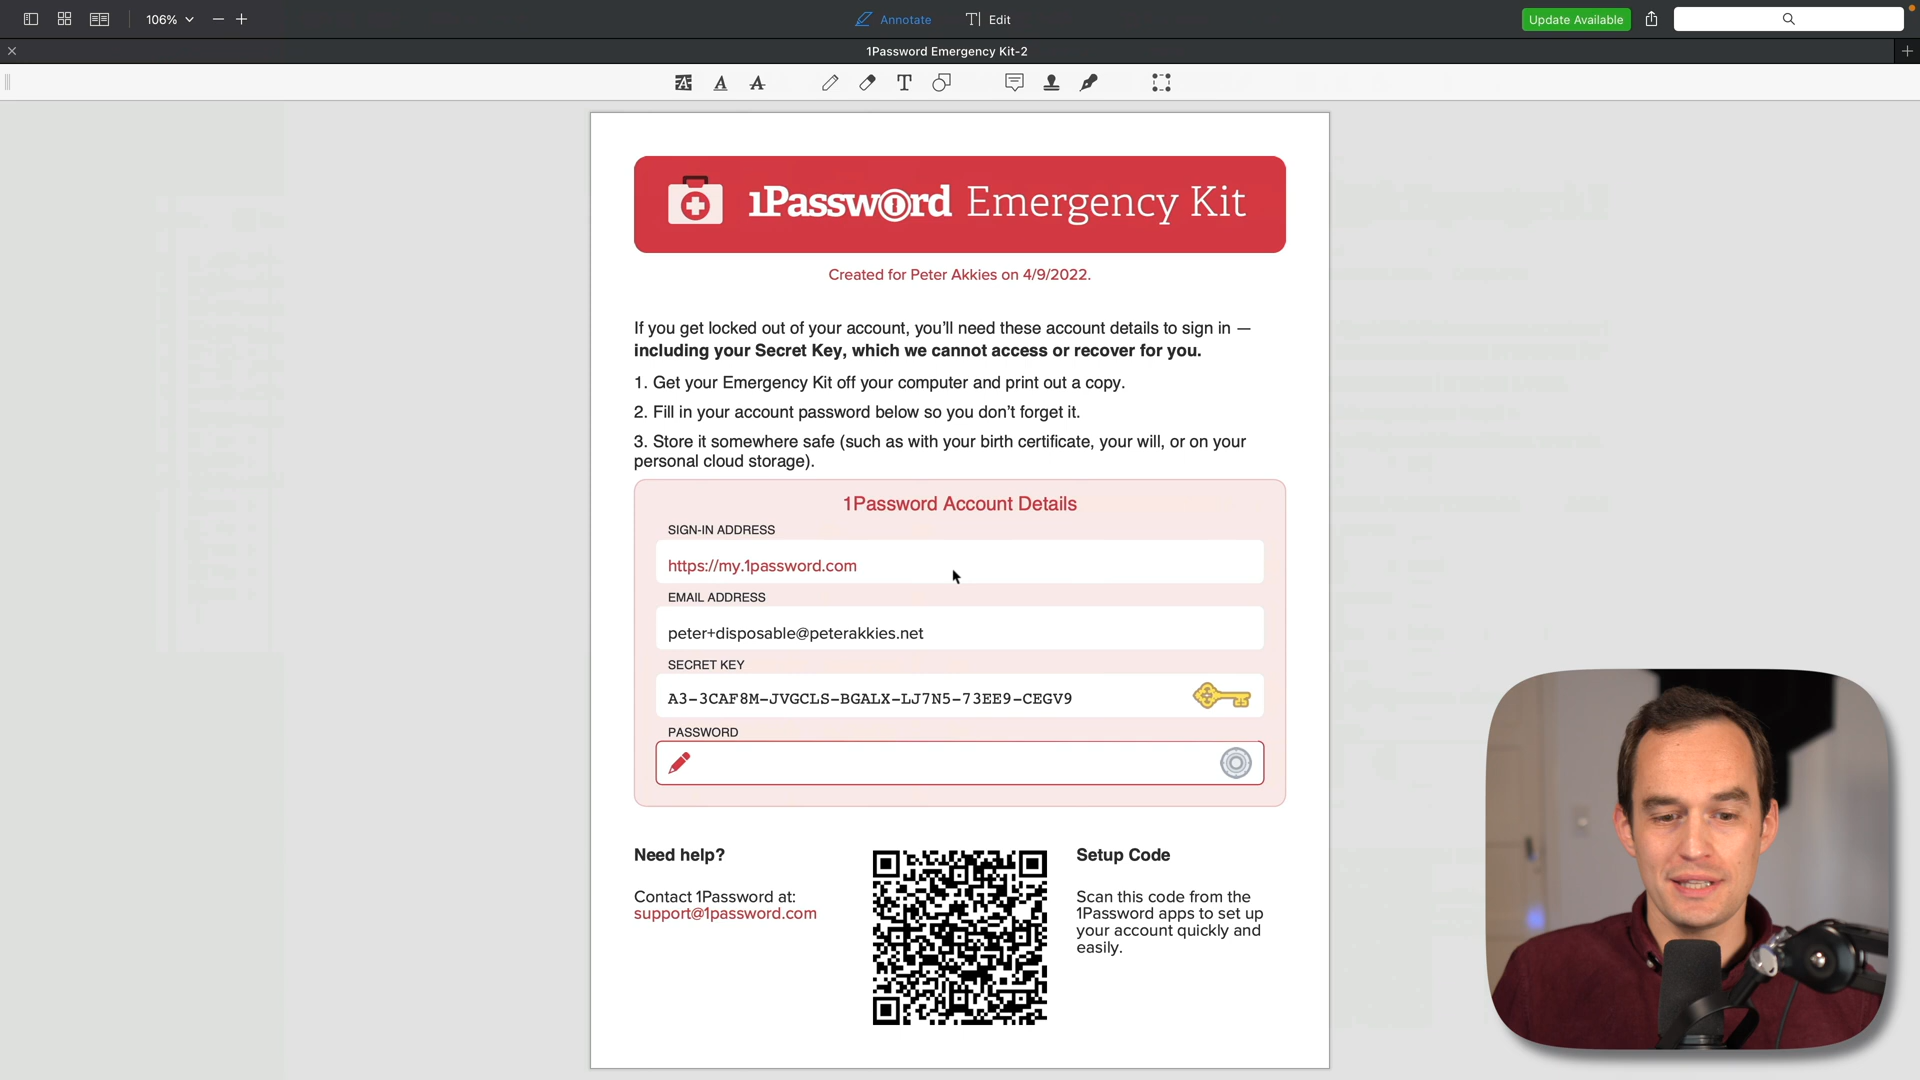 106%
Annotate
Edit
Update Available
1Password Emergency Kit-2
1Password Emergency Kit
Created for Peter Akkies on 4/9/2022.
If you get locked out of your account, you’ll need these account details to sign in —
including your Secret Key, which we cannot access or recover for you.
1. Get your Emergency Kit off your computer and print out a copy.
2. Fill in your account password below so you don’t forget it.
3. Store it somewhere safe (such as with your birth certificate, your will, or on your
personal cloud storage).
1Password Account Details
SIGN-IN ADDRESS
https://my.1password.com
EMAIL ADDRESS
peter+disposable@peterakkies.net
SECRET KEY
A3-3CAF8M-JVGCLS-BGALX-LJ7N5-73EE9-CEGV9
PASSWORD
Need help?
Contact 1Password at:
support@1password.com
Setup Code
Scan this code from the
1Password apps to set up
your account quickly and
easily.